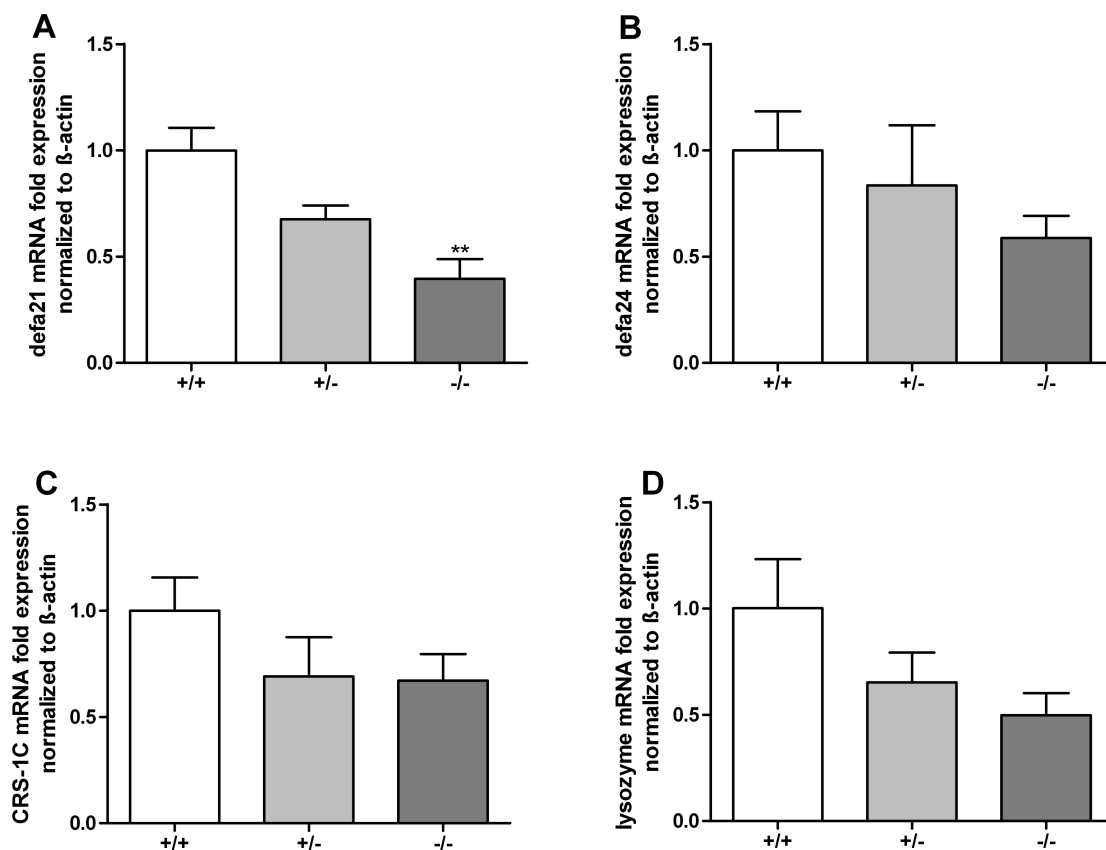 A
defa21 mRNA fold expression
normalized to ß-actin
1.5
1.0
0.5
0.0
**
+/+ +/- -/-
B
defa24 mRNA fold expression
normalized to ß-actin
1.5
1.0
0.5
0.0
+/+ +/- -/-
C
CRS-1C mRNA fold expression
normalized to ß-actin
1.5
1.0
0.5
0.0
+/+ +/- -/-
D
lysozyme mRNA fold expression
normalized to ß-actin
1.5
1.0
0.5
0.0
+/+ +/- -/-